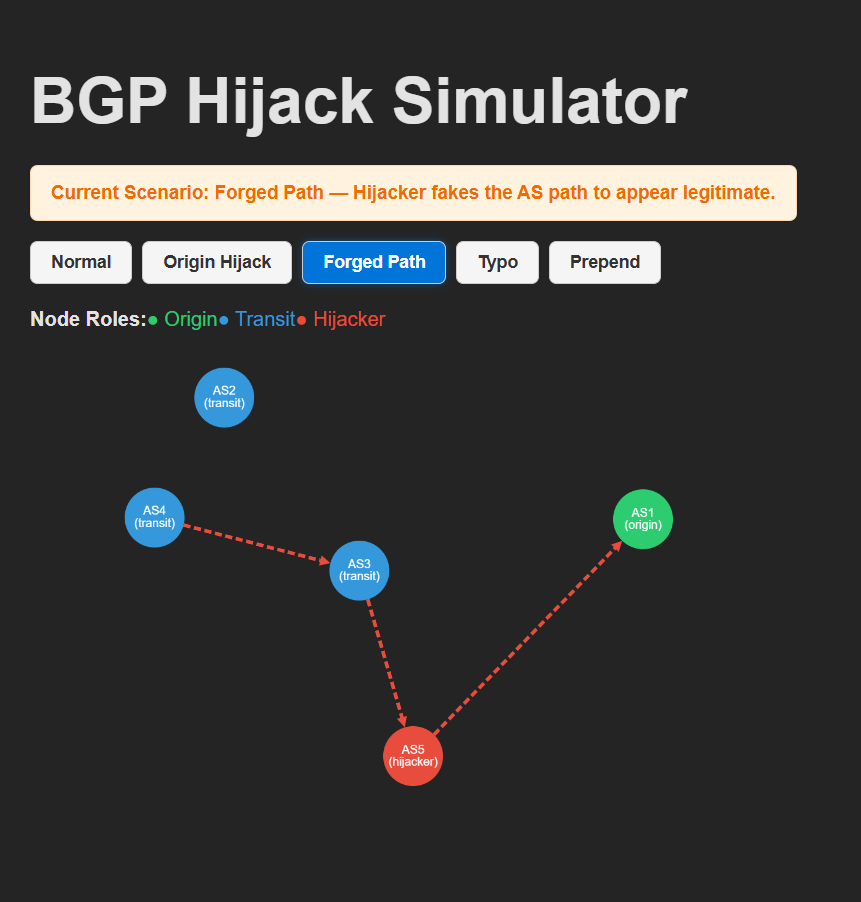 BGP Hijack Simulator
Current Scenario: Forged Path — Hijacker fakes the AS path to appear legitimate.
Normal Origin Hijack Forged Path Typo Prepend
Node Roles:● Origin● Transit● Hijacker
AS2
(transit)
AS4
(transit)
AS1
(origin)
AS3
(transit)
AS5
(hijacker)